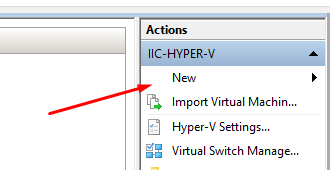 Actions
IIC-HYPER-V
New
Import Virtual Machin...
Hyper-V Settings...
Virtual Switch Manage...